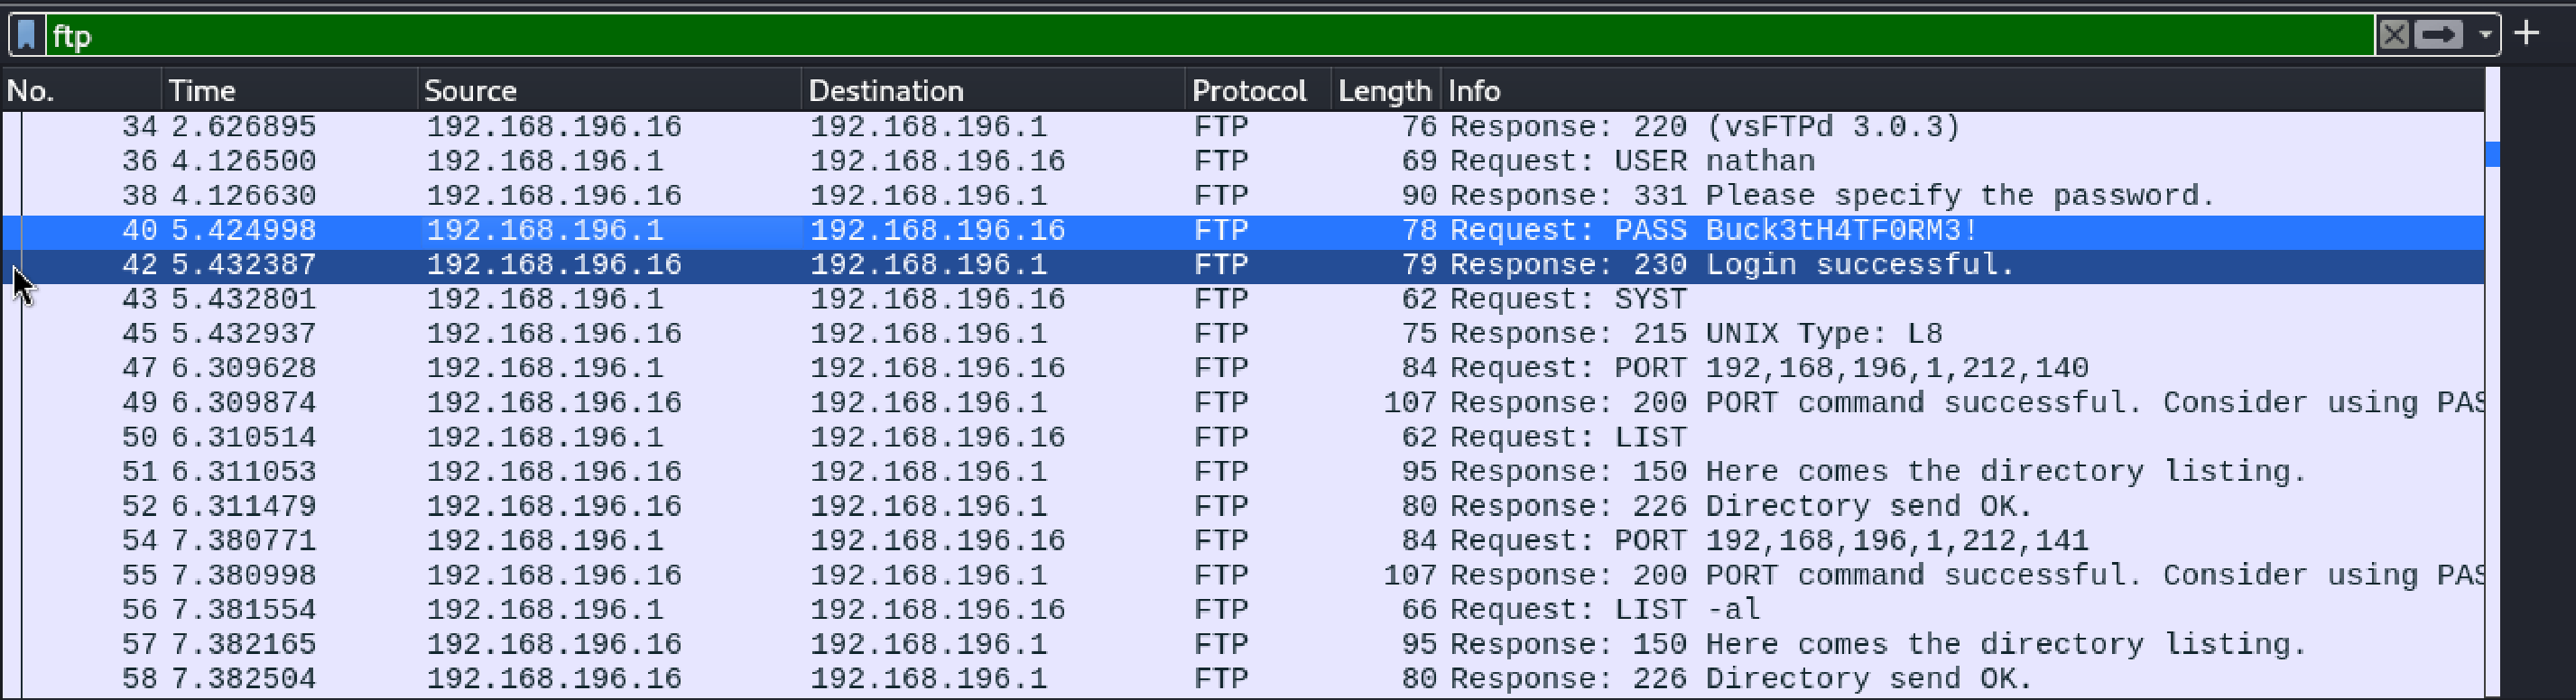 ftp
No. Time Source Destination Protocol Length Info
34 2.626895 192.168.196.16 192.168.196.1 FTP 76 Response: 220 (vsFTPd 3.0.3)
36 4.126500 192.168.196.1 192.168.196.16 FTP 69 Request: USER nathan
38 4.126630 192.168.196.16 192.168.196.1 FTP 90 Response: 331 Please specify the password.
40 5.424998 192.168.196.1 192.168.196.16 FTP 78 Request: PASS Buck3tH4TF0RM3!
42 5.432387 192.168.196.16 192.168.196.1 FTP 79 Response: 230 Login successful.
43 5.432801 192.168.196.1 192.168.196.16 FTP 62 Request: SYST
45 5.432937 192.168.196.16 192.168.196.1 FTP 75 Response: 215 UNIX Type: L8
47 6.309628 192.168.196.1 192.168.196.16 FTP 84 Request: PORT 192,168,196,1,212,140
49 6.309874 192.168.196.16 192.168.196.1 FTP 107 Response: 200 PORT command successful. Consider using PAS
50 6.310514 192.168.196.1 192.168.196.16 FTP 62 Request: LIST
51 6.311053 192.168.196.16 192.168.196.1 FTP 95 Response: 150 Here comes the directory listing.
52 6.311479 192.168.196.16 192.168.196.1 FTP 80 Response: 226 Directory send OK.
54 7.380771 192.168.196.1 192.168.196.16 FTP 84 Request: PORT 192,168,196,1,212,141
55 7.380998 192.168.196.16 192.168.196.1 FTP 107 Response: 200 PORT command successful. Consider using PAS
56 7.381554 192.168.196.1 192.168.196.16 FTP 66 Request: LIST -al
57 7.382165 192.168.196.16 192.168.196.1 FTP 95 Response: 150 Here comes the directory listing.
58 7.382504 192.168.196.16 192.168.196.1 FTP 80 Response: 226 Directory send OK.